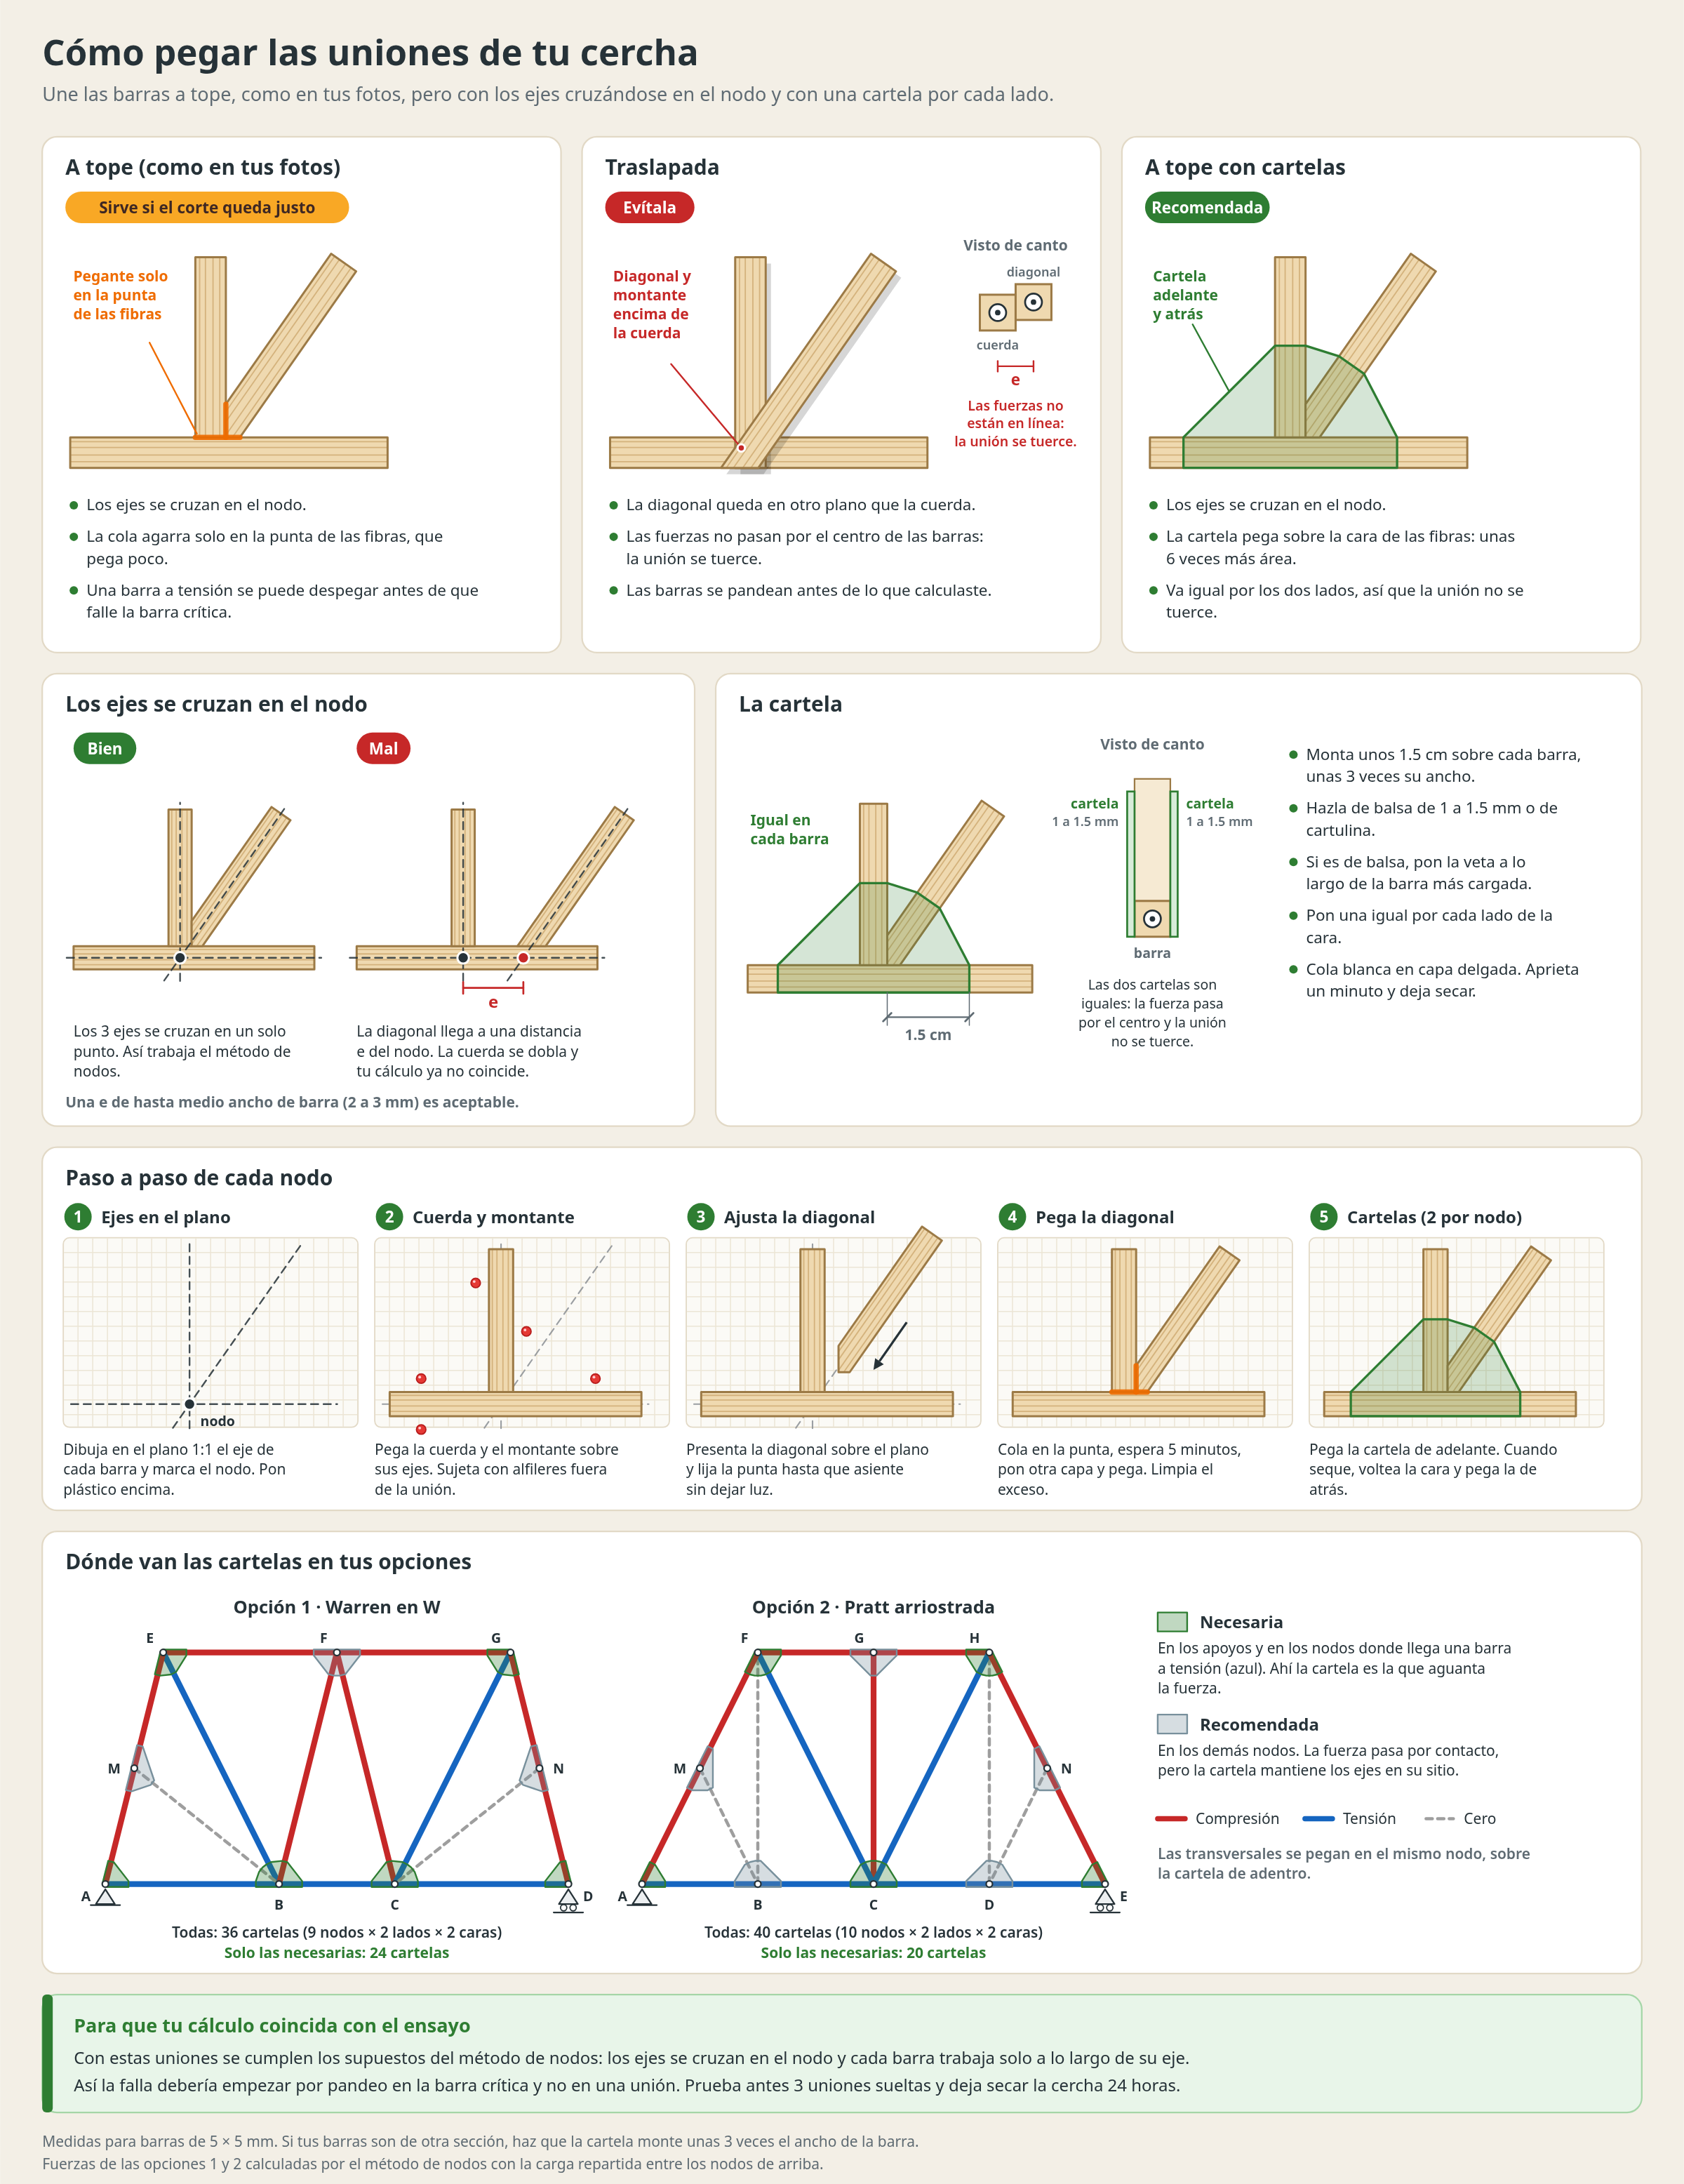 Cómo pegar las uniones de tu cercha
Une las barras a tope, como en tus fotos, pero con los ejes cruzándose en el nodo y con una cartela por cada lado.
A tope (como en tus fotos)
Sirve si el corte queda justo
Pegante solo
en la punta
de las fibras
Los ejes se cruzan en el nodo.
La cola agarra solo en la punta de las fibras, que
pega poco.
Una barra a tensión se puede despegar antes de que
falle la barra crítica.
Traslapada
Evítala
Diagonal y
montante
encima de
la cuerda
Visto de canto
diagonal
cuerda
e
Las fuerzas no
están en línea:
la unión se tuerce.
La diagonal queda en otro plano que la cuerda.
Las fuerzas no pasan por el centro de las barras:
la unión se tuerce.
Las barras se pandean antes de lo que calculaste.
A tope con cartelas
Recomendada
Cartela
adelante
y atrás
Los ejes se cruzan en el nodo.
La cartela pega sobre la cara de las fibras: unas
6 veces más área.
Va igual por los dos lados, así que la unión no se
tuerce.
Los ejes se cruzan en el nodo
Bien
Mal
e
Los 3 ejes se cruzan en un solo
punto. Así trabaja el método de
nodos.
La diagonal llega a una distancia
e del nodo. La cuerda se dobla y
tu cálculo ya no coincide.
Una e de hasta medio ancho de barra (2 a 3 mm) es aceptable.
La cartela
Igual en
cada barra
1.5 cm
Visto de canto
cartela
1 a 1.5 mm
cartela
1 a 1.5 mm
barra
Las dos cartelas son
iguales: la fuerza pasa
por el centro y la unión
no se tuerce.
Monta unos 1.5 cm sobre cada barra,
unas 3 veces su ancho.
Hazla de balsa de 1 a 1.5 mm o de
cartulina.
Si es de balsa, pon la veta a lo
largo de la barra más cargada.
Pon una igual por cada lado de la
cara.
Cola blanca en capa delgada. Aprieta
un minuto y deja secar.
Paso a paso de cada nodo
1 Ejes en el plano
nodo
Dibuja en el plano 1:1 el eje de
cada barra y marca el nodo. Pon
plástico encima.
2 Cuerda y montante
Pega la cuerda y el montante sobre
sus ejes. Sujeta con alfileres fuera
de la unión.
3 Ajusta la diagonal
Presenta la diagonal sobre el plano
y lija la punta hasta que asiente
sin dejar luz.
4 Pega la diagonal
Cola en la punta, espera 5 minutos,
pon otra capa y pega. Limpia el
exceso.
5 Cartelas (2 por nodo)
Pega la cartela de adelante. Cuando
seque, voltea la cara y pega la de
atrás.
Dónde van las cartelas en tus opciones
Opción 1 · Warren en W
E F G
M N
A B C D
Todas: 36 cartelas (9 nodos × 2 lados × 2 caras)
Solo las necesarias: 24 cartelas
Opción 2 · Pratt arriostrada
F G H
M N
A B C D E
Todas: 40 cartelas (10 nodos × 2 lados × 2 caras)
Solo las necesarias: 20 cartelas
Necesaria
En los apoyos y en los nodos donde llega una barra
a tensión (azul). Ahí la cartela es la que aguanta
la fuerza.
Recomendada
En los demás nodos. La fuerza pasa por contacto,
pero la cartela mantiene los ejes en su sitio.
Compresión Tensión Cero
Las transversales se pegan en el mismo nodo, sobre
la cartela de adentro.
Para que tu cálculo coincida con el ensayo
Con estas uniones se cumplen los supuestos del método de nodos: los ejes se cruzan en el nodo y cada barra trabaja solo a lo largo de su eje.
Así la falla debería empezar por pandeo en la barra crítica y no en una unión. Prueba antes 3 uniones sueltas y deja secar la cercha 24 horas.
Medidas para barras de 5 × 5 mm. Si tus barras son de otra sección, haz que la cartela monte unas 3 veces el ancho de la barra.
Fuerzas de las opciones 1 y 2 calculadas por el método de nodos con la carga repartida entre los nodos de arriba.